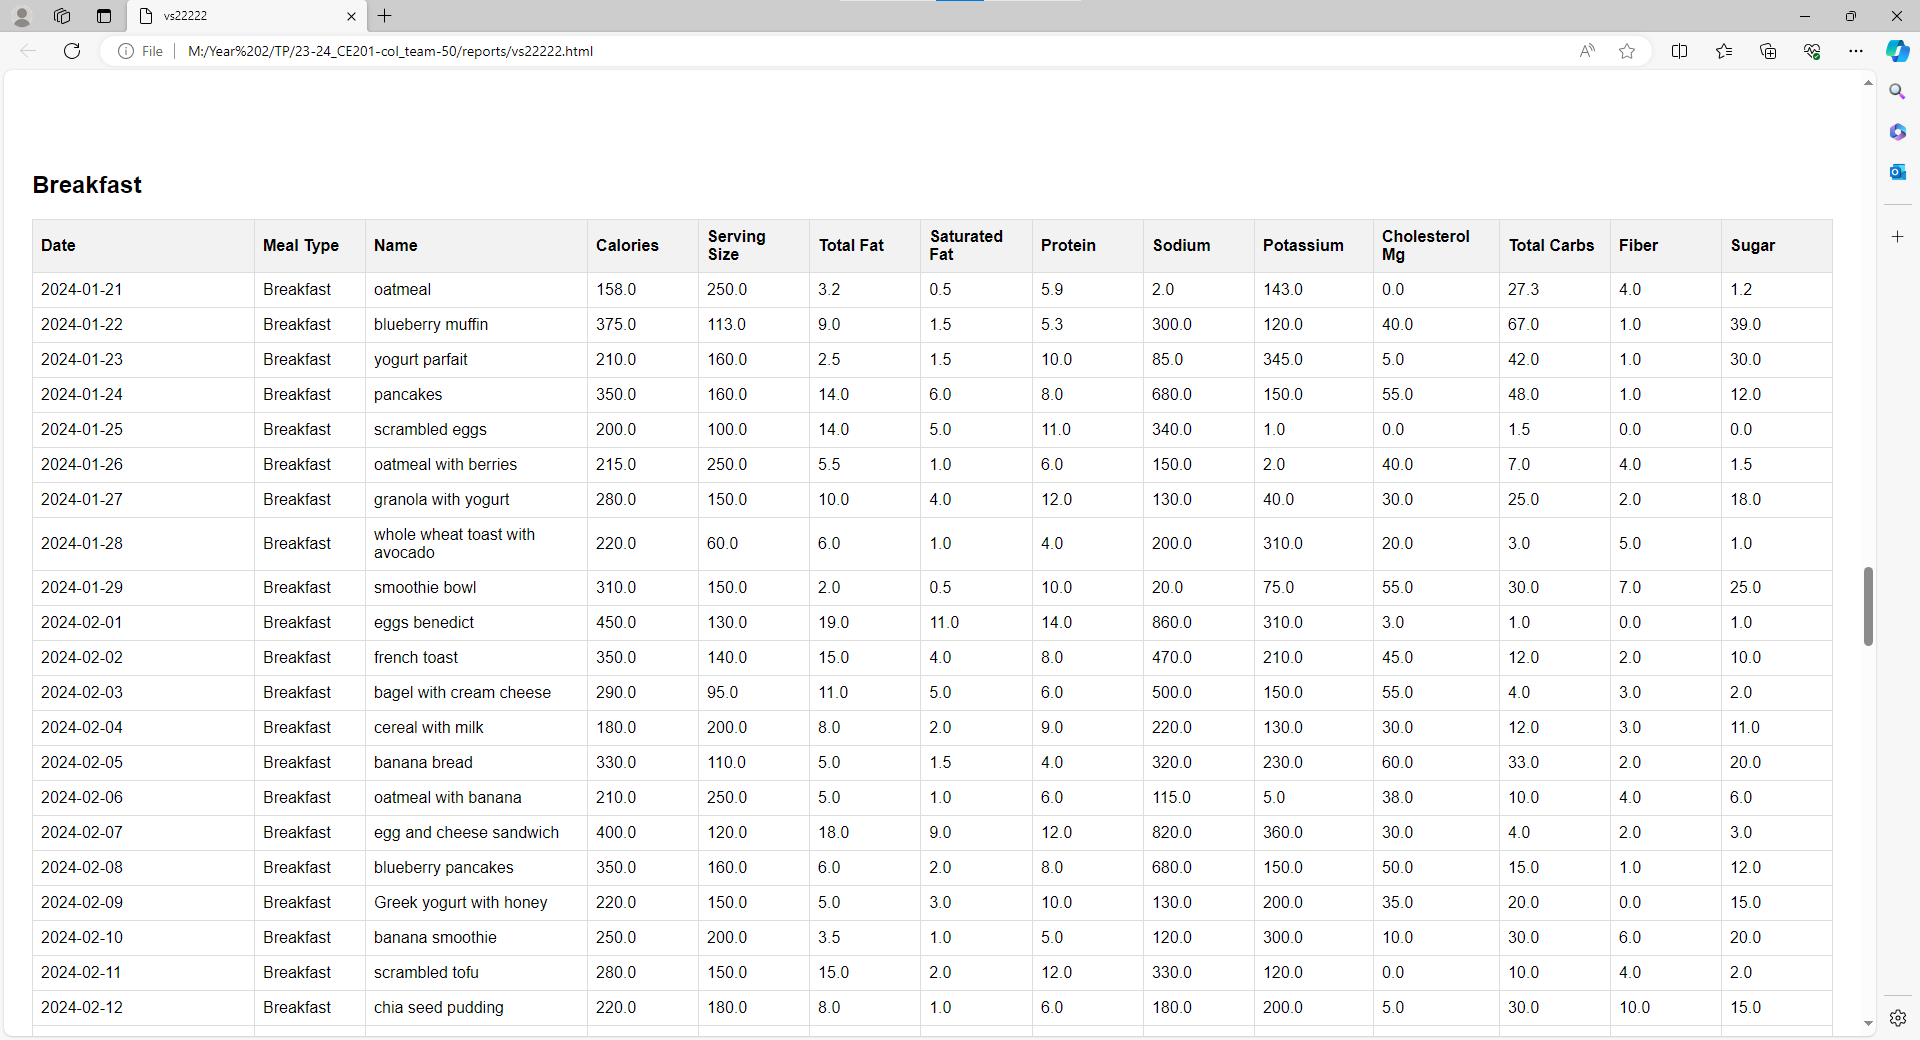 vs22222
File
M:/Year%202/TP/23-24_CE201-col_team-50/reports/vs22222.html
Breakfast
Date Meal Type Name Calories Serving Size Total Fat Saturated Fat Protein Sodium Potassium Cholesterol Mg Total Carbs Fiber Sugar
2024-01-21 Breakfast oatmeal 158.0 250.0 3.2 0.5 5.9 2.0 143.0 0.0 27.3 4.0 1.2
2024-01-22 Breakfast blueberry muffin 375.0 113.0 9.0 1.5 5.3 300.0 120.0 40.0 67.0 1.0 39.0
2024-01-23 Breakfast yogurt parfait 210.0 160.0 2.5 1.5 10.0 85.0 345.0 5.0 42.0 1.0 30.0
2024-01-24 Breakfast pancakes 350.0 160.0 14.0 6.0 8.0 680.0 150.0 55.0 48.0 1.0 12.0
2024-01-25 Breakfast scrambled eggs 200.0 100.0 14.0 5.0 11.0 340.0 1.0 0.0 1.5 0.0 0.0
2024-01-26 Breakfast oatmeal with berries 215.0 250.0 5.5 1.0 6.0 150.0 2.0 40.0 7.0 4.0 1.5
2024-01-27 Breakfast granola with yogurt 280.0 150.0 10.0 4.0 12.0 130.0 40.0 30.0 25.0 2.0 18.0
2024-01-28 Breakfast whole wheat toast with avocado 220.0 60.0 6.0 1.0 4.0 200.0 310.0 20.0 3.0 5.0 1.0
2024-01-29 Breakfast smoothie bowl 310.0 150.0 2.0 0.5 10.0 20.0 75.0 55.0 30.0 7.0 25.0
2024-02-01 Breakfast eggs benedict 450.0 130.0 19.0 11.0 14.0 860.0 310.0 3.0 1.0 0.0 1.0
2024-02-02 Breakfast french toast 350.0 140.0 15.0 4.0 8.0 470.0 210.0 45.0 12.0 2.0 10.0
2024-02-03 Breakfast bagel with cream cheese 290.0 95.0 11.0 5.0 6.0 500.0 150.0 55.0 4.0 3.0 2.0
2024-02-04 Breakfast cereal with milk 180.0 200.0 8.0 2.0 9.0 220.0 130.0 30.0 12.0 3.0 11.0
2024-02-05 Breakfast banana bread 330.0 110.0 5.0 1.5 4.0 320.0 230.0 60.0 33.0 2.0 20.0
2024-02-06 Breakfast oatmeal with banana 210.0 250.0 5.0 1.0 6.0 115.0 5.0 38.0 10.0 4.0 6.0
2024-02-07 Breakfast egg and cheese sandwich 400.0 120.0 18.0 9.0 12.0 820.0 360.0 30.0 4.0 2.0 3.0
2024-02-08 Breakfast blueberry pancakes 350.0 160.0 6.0 2.0 8.0 680.0 150.0 50.0 15.0 1.0 12.0
2024-02-09 Breakfast Greek yogurt with honey 220.0 150.0 5.0 3.0 10.0 130.0 200.0 35.0 20.0 0.0 15.0
2024-02-10 Breakfast banana smoothie 250.0 200.0 3.5 1.0 5.0 120.0 300.0 10.0 30.0 6.0 20.0
2024-02-11 Breakfast scrambled tofu 280.0 150.0 15.0 2.0 12.0 330.0 120.0 0.0 10.0 4.0 2.0
2024-02-12 Breakfast chia seed pudding 220.0 180.0 8.0 1.0 6.0 180.0 200.0 5.0 30.0 10.0 15.0